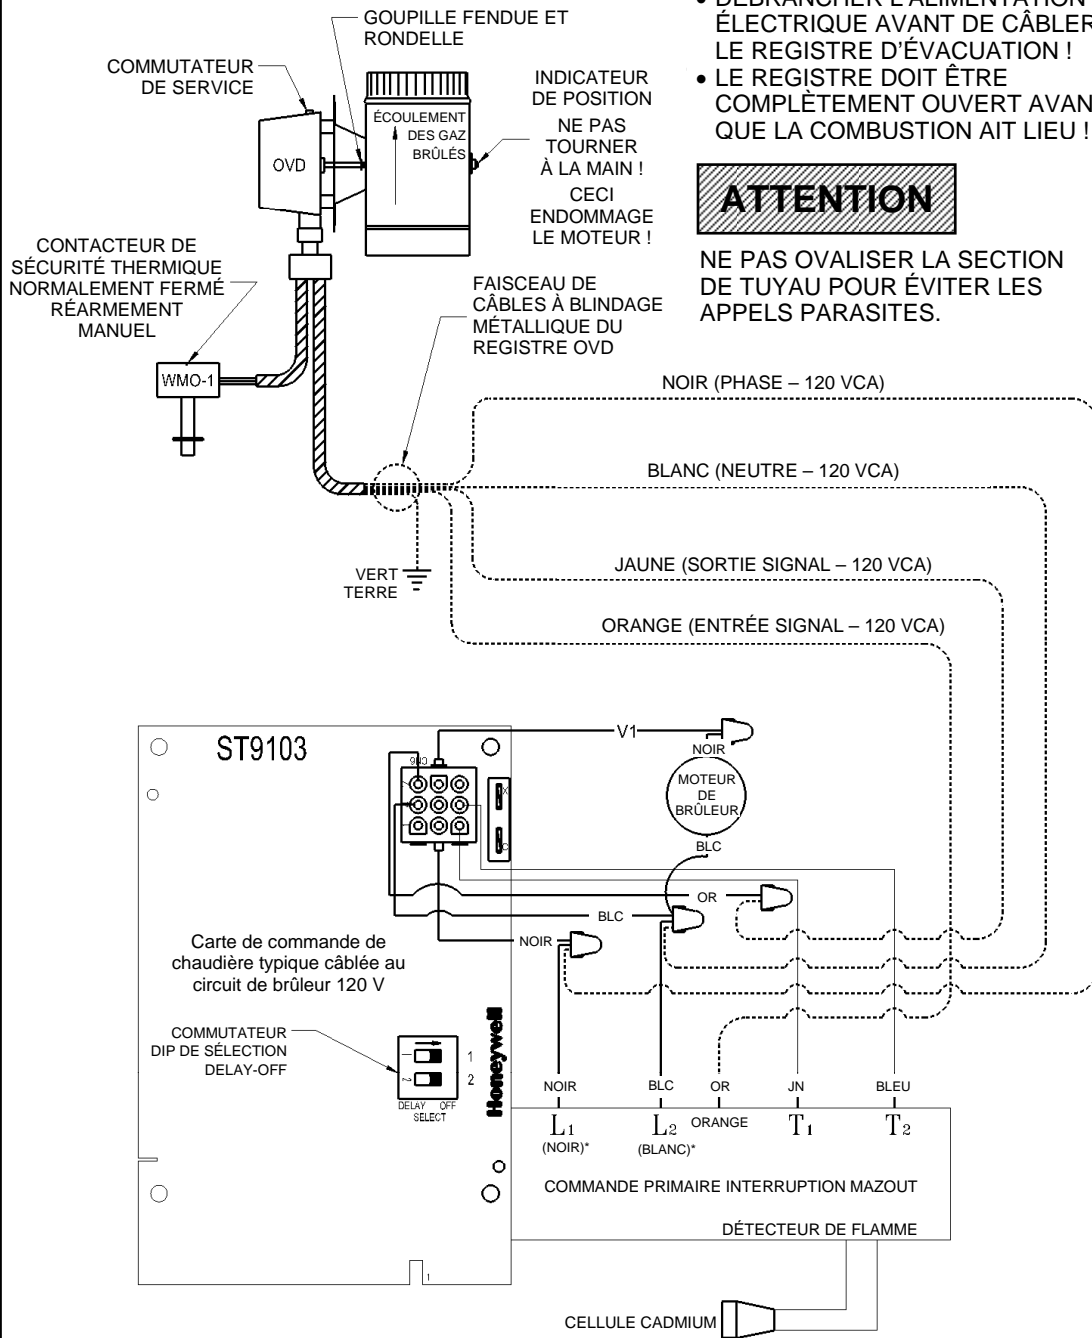 GOUPILLE FENDUE ET
RONDELLE
COMMUTATEUR
DE SERVICE
OVD
ÉCOULEMENT
DES GAZ
BRÛLÉS
INDICATEUR
DE POSITION
NE PAS
TOURNER
À LA MAIN !
CECI
ENDOMMAGE
LE MOTEUR !
• DÉBRANCHER L'ALIMENTATION
ÉLECTRIQUE AVANT DE CÂBLER
LE REGISTRE D'ÉVACUATION !
• LE REGISTRE DOIT ÊTRE
COMPLÈTEMENT OUVERT AVAN
QUE LA COMBUSTION AIT LIEU !
ATTENTION
NE PAS OVALISER LA SECTION
DE TUYAU POUR ÉVITER LES
APPELS PARASITES.
CONTACTEUR DE
SÉCURITÉ THERMIQUE
NORMALEMENT FERMÉ
RÉARMEMENT
MANUEL
WMO-1
FAISCEAU DE
CÂBLES À BLINDAGE
MÉTALLIQUE DU
REGISTRE OVD
NOIR (PHASE – 120 VCA)
BLANC (NEUTRE – 120 VCA)
JAUNE (SORTIE SIGNAL – 120 VCA)
ORANGE (ENTRÉE SIGNAL – 120 VCA)
VERT
TERRE
ST9103
V1
NOIR
MOTEUR
DE
BRÛLEUR
BLC
X
C
OR
BLC
NOIR
Carte de commande de
chaudière typique câblée au
circuit de brûleur 120 V
COMMUTATEUR
DIP DE SÉLECTION
DELAY-OFF
1
2
1
2
DELAY OFF
SELECT
Honeywell
NOIR
BLC
OR
JN
BLEU
L1
L2
ORANGE
T1
T2
(NOIR)*
(BLANC)*
COMMANDE PRIMAIRE INTERRUPTION MAZOUT
DÉTECTEUR DE FLAMME
1
CELLULE CADMIUM